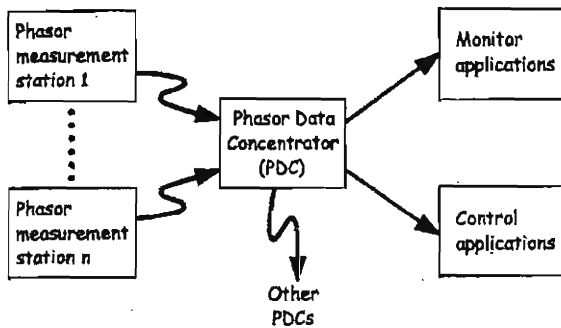 Phasor
measurement
station 1
Phasor
measurement
station n
Phasor Data
Concentrator
(PDC)
Other
PDCs
Monitor
applications
Control
applications